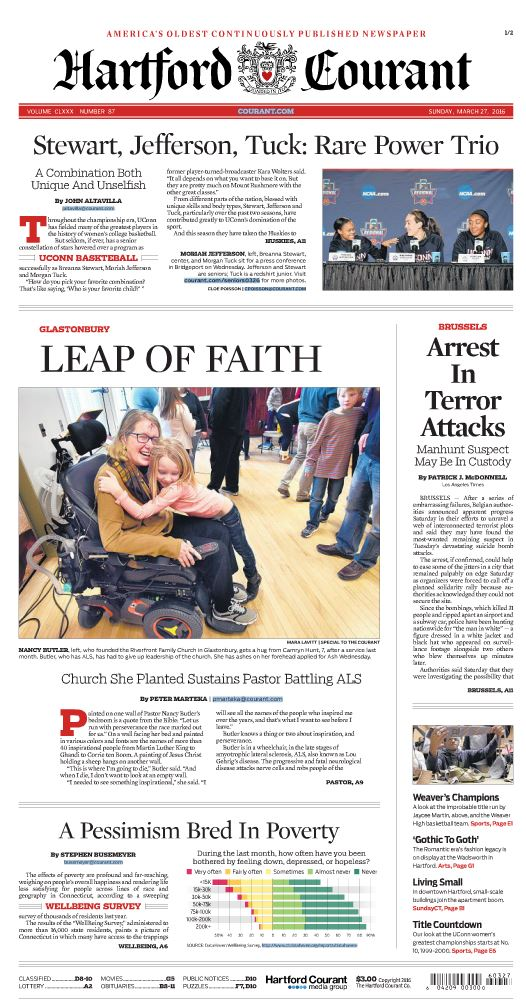 AMERICA'S OLDEST CONTINUOUSLY PUBLISHED NEWSPAPER
1/2
Hartford Courant
VOLUME CLXXX NUMBER 87
COURANT.COM
SUNDAY, MARCH 27, 2016
Stewart, Jefferson, Tuck: Rare Power Trio
A Combination Both
Unique And Unselfish
By JOHN ALTAVILLA
jaltavilla@courant.com
Throughout the championship era, UConn
has fielded many of the greatest players in
the history of women's college basketball.
But seldom, if ever, has a senior
constellation of stars hovered over a program as
UCONN BASKETBALL
successfully as Breanna Stewart, Moriah Jefferson
and Morgan Tuck.
"How do you pick your favorite combination?
That's like saying, 'Who is your favorite child?' "
former player-turned-broadcaster Kara Wolters said.
"It all depends on what you want to base it on. But
they are pretty much on Mount Rushmore with the
other great classes."
From different parts of the nation, blessed with
unique skills and body types, Stewart, Jefferson and
Tuck, particularly over the past two seasons, have
contributed greatly to UConn's domination of the
sport.
And this season they have taken the Huskies to
HUSKIES, A11
MORIAH JEFFERSON, left, Breanna Stewart,
center, and Morgan Tuck sit for a press conference
in Bridgeport on Wednesday. Jefferson and Stewart
are seniors; Tuck is a redshirt junior. Visit
courant.com/seniors0326 for more photos.
CLOE POISSON | CPOISSON@COURANT.COM
GLASTONBURY
LEAP OF FAITH
MARA LAVITT | SPECIAL TO THE COURANT
NANCY BUTLER, left, who founded the Riverfront Family Church in Glastonbury, gets a hug from Camryn Hunt, 7, after a service last
month. Butler, who has ALS, has had to give up leadership of the church. She has ashes on her forehead applied for Ash Wednesday.
Church She Planted Sustains Pastor Battling ALS
By PETER MARTEKA | pmarteka@courant.com
Painted on one wall of Pastor Nancy Butler's
bedroom is a quote from the Bible. "Let us
run with perseverance the race marked out
for us." On a wall facing her bed and painted
in various colors and fonts are the names of more than
40 inspirational people from Martin Luther King to
Ghandi to Corrie ten Boom. A painting of Jesus Christ
holding a sheep hangs on another wall.
"This is where I'm going to die," Butler said. "And
when I die, I don't want to look at an empty wall.
"I needed to see something inspirational," she said. "I
will see all the names of the people who inspired me
over the years, and that's what I want to see before I
leave."
Butler knows a thing or two about inspiration, and
perseverance.
Butler is in a wheelchair, in the late stages of
amyotrophic lateral sclerosis, ALS, also known as Lou
Gehrig's disease. The progressive and fatal neurological
disease attacks nerve cells and robs people of the
PASTOR, A9
BRUSSELS
Arrest
In
Terror
Attacks
Manhunt Suspect
May Be In Custody
By PATRICK J. McDONNELL
Los Angeles Times
BRUSSELS — After a series of
embarrassing failures, Belgian author-
ities announced apparent progress
Saturday in their efforts to unravel a
web of interconnected terrorist plots
and said they may have found the
most-wanted remaining suspect in
Tuesday's devastating suicide bomb
attacks.
The arrest, if confirmed, could help
to ease some of the jitters in a city that
remained palpably on edge Saturday
as organizers were forced to call off a
planned solidarity rally because au-
thorities acknowledged they could not
secure the site.
Since the bombings, which killed 31
people and ripped apart an airport and
a subway car, police have been hunting
nationwide for "the man in white" — a
figure dressed in a white jacket and
black hat who appeared on surveil-
lance footage alongside two others
who blew themselves up minutes
later.
Authorities said Saturday that they
were investigating the possibility that
BRUSSELS, A11
Weaver's Champions
A look at the improbable title run by
Jaycee Martin, above, and the Weaver
High basketball team. Sports, Page E1
'Gothic To Goth'
The Romantic era's fashion legacy is
on display at the Wadsworth in
Hartford. Arts, Page G1
Living Small
In downtown Hartford, small-scale
buildings join the apartment boom.
SundayCT, Page B1
Title Countdown
Our look at the UConn women's
greatest championships starts at No.
10, 1999-2000. Sports, Page E5
A Pessimism Bred In Poverty
By STEPHEN BUSEMEYER
busemeyer@courant.com
The effects of poverty are profound and far-reaching,
weighing on people's overall happiness and rendering life
less satisfying for people across lines of race and
geography in Connecticut, according to a sweeping
WELLBEING SURVEY
survey of thousands of residents last year.
The results of the "WellBeing Survey," administered to
more than 16,000 state residents, paints a picture of
Connecticut in which many have access to the trappings
WELLBEING, A6
During the last month, how often have you been
bothered by feeling down, depressed, or hopeless?
Very often Fairly often Sometimes Almost never Never
<15K
15k-30k
30k-50k
50k-75k
75k-100k
100k-200k
200k+
CLASSIFIED D8-10
LOTTERY A2
MOVIES G5
OBITUARIES B8-11
PUBLIC NOTICES D10
PUZZLES F7, D10
Hartford Courant
media group
$3.00 Copyright 2016
The Hartford Courant Co.
60327
6 04209 00300 6